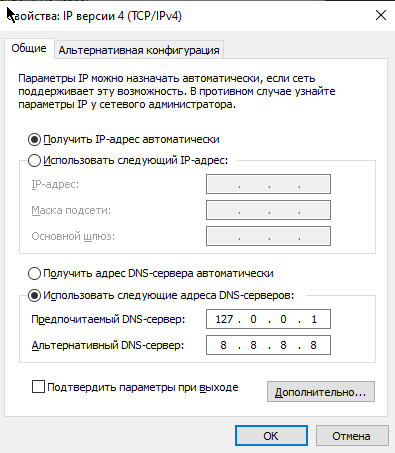 Свойства: IP версии 4 (TCP/IPv4)
Общие
Альтернативная конфигурация
Параметры IP можно назначать автоматически, если сеть
поддерживает эту возможность. В противном случае узнайте
параметры IP у сетевого администратора.
Получить IP-адрес автоматически
Использовать следующий IP-адрес:
IP-адрес:
Маска подсети:
Основной шлюз:
Получить адрес DNS-сервера автоматически
Использовать следующие адреса DNS-серверов:
Предпочитаемый DNS-сервер: 127 . 0 . 0 . 1
Альтернативный DNS-сервер: 8 . 8 . 8 . 8
Подтвердить параметры при выходе
Дополнительно...
ОК Отмена